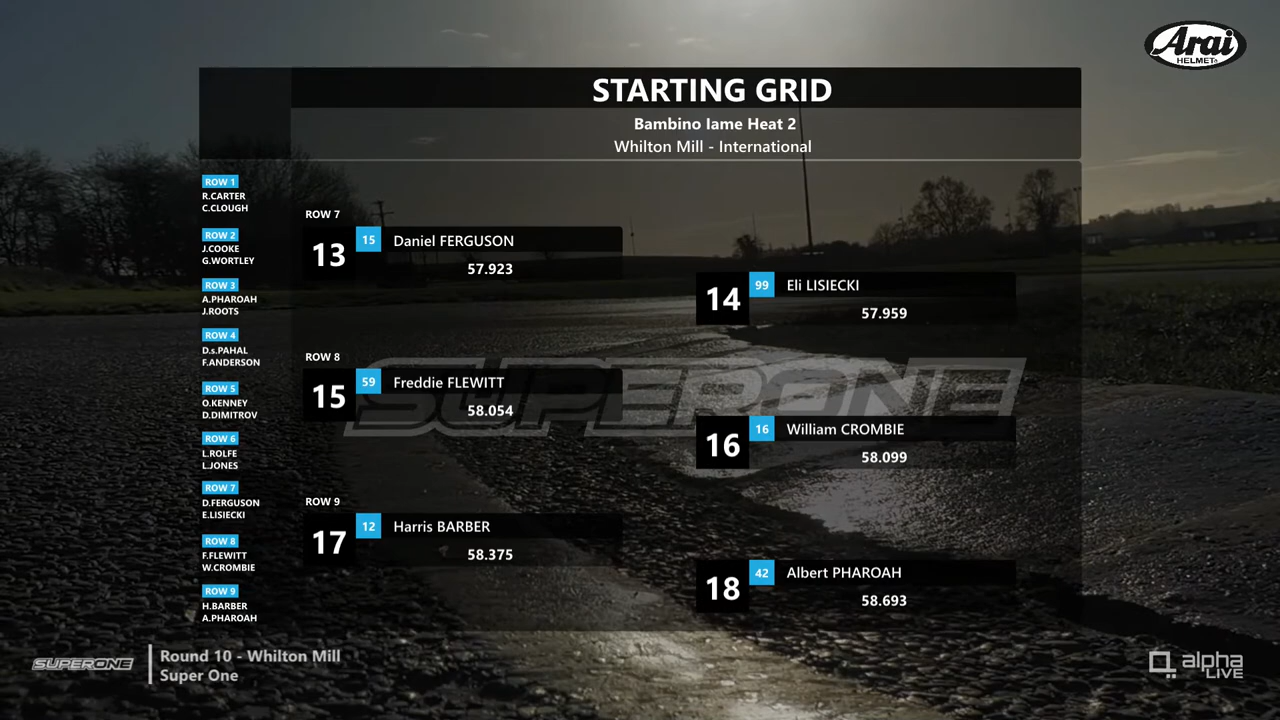 Arai
HELMET
STARTING GRID
Bambino Iame Heat 2
Whilton Mill - International
ROW 1
R.CARTER
C.CLOUGH
ROW 2
J.COOKE
G.WORTLEY
ROW 3
A.PHAROAH
J.ROOTS
ROW 4
D.s.PAHAL
F.ANDERSON
ROW 5
O.KENNEY
D.DIMITROV
ROW 6
L.ROLFE
L.JONES
ROW 7
D.FERGUSON
E.LISIECKI
ROW 8
F.FLEWITT
W.CROMBIE
ROW 9
H.BARBER
A.PHAROAH
ROW 7
13 15 Daniel FERGUSON
57.923
14 99 Eli LISIECKI
57.959
ROW 8
15 59 Freddie FLEWITT
58.054
16 16 William CROMBIE
58.099
ROW 9
17 12 Harris BARBER
58.375
18 42 Albert PHAROAH
58.693
SUPERONE
SUPERONE
Round 10 - Whilton Mill
Super One
alpha
LIVE